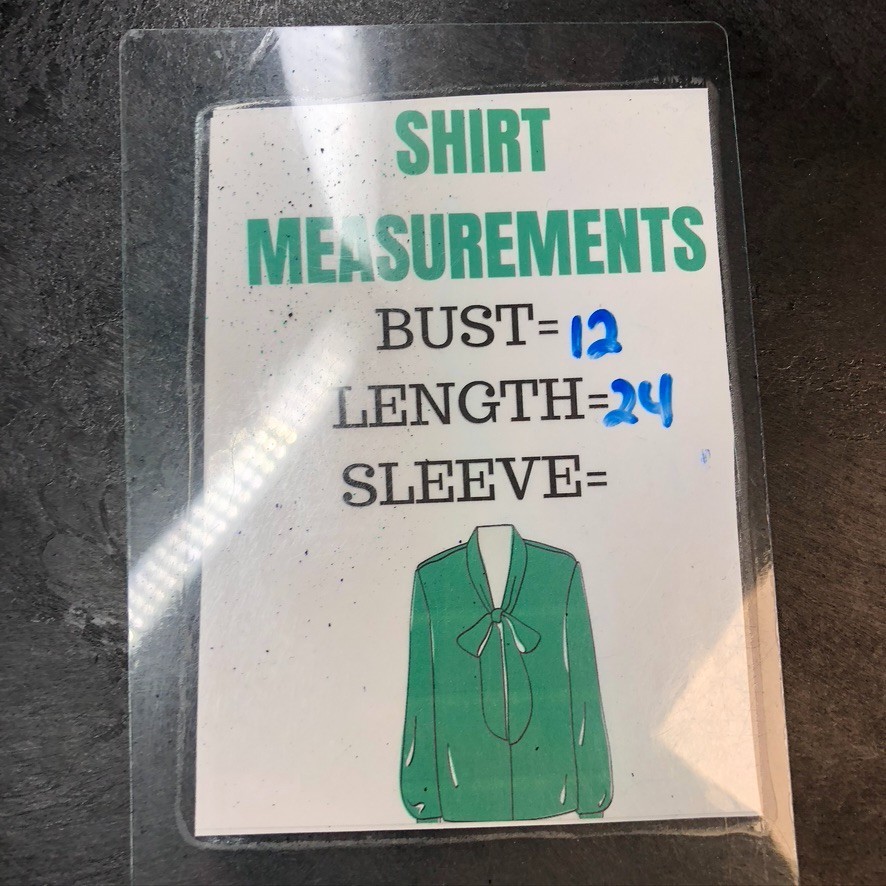 SHIRT
MEASUREMENTS
BUST=12
LENGTH=24
SLEEVE=